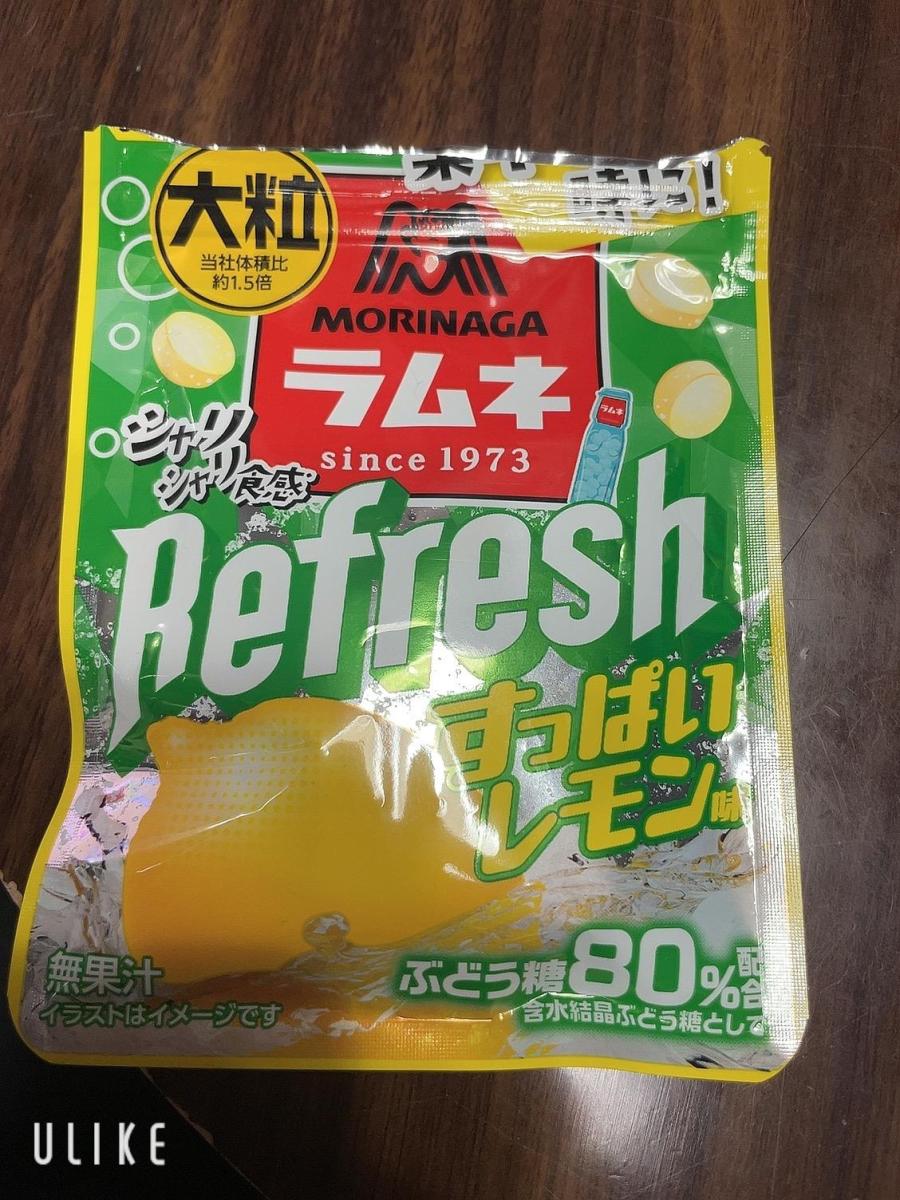 大粒
当社体積比
約1.5倍
MORINAGA
ラムネ
since 1973
ラムネ
シャリ
シャリ食感
Refresh
すっぱい
レモン味
無果汁
イラストはイメージです
ぶどう糖80%配合
含水結晶ぶどう糖として
ULIKE